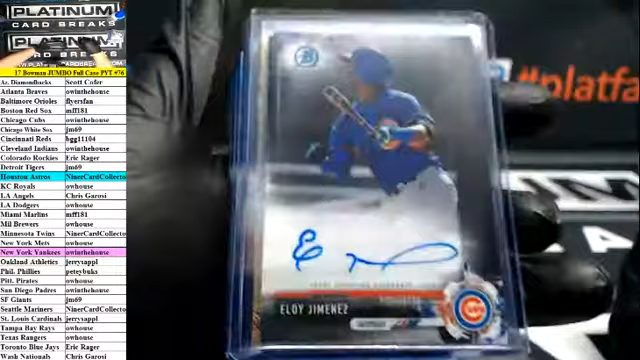 PLATINUM
CARD BREAKS
PLATINUM
CARD BREAKS
17 Bowman JUMBO Full Case PYT #76
Az. Diamondbacks Scott Cofer
Atlanta Braves owinthehouse
Baltimore Orioles flyersfan
Boston Red Sox mff181
Chicago Cubs owinthehouse
Chicago White Sox jm69
Cincinnati Reds bgg11104
Cleveland Indians owinthehouse
Colorado Rockies Eric Rager
Detroit Tigers jm69
Houston Astros NinerCardCollecto
KC Royals owhouse
LA Angels Chris Garosi
LA Dodgers owhouse
Miami Marlins mff181
Mil Brewers owhouse
Minnesota Twins NinerCardCollecto
New York Mets owhouse
New York Yankees owinthehouse
Oakland Athletics jerrysappl
Phil. Phillies peteybuks
Pitt. Pirates owhouse
San Diego Padres owinthehouse
SF Giants jm69
Seattle Mariners NinerCardCollecto
St. Louis Cardinals jerrysappl
Tampa Bay Rays owhouse
Texas Rangers owhouse
Toronto Blue Jays Eric Rager
Wash Nationals Chris Garosi
ELOY JIMENEZ
#platfa